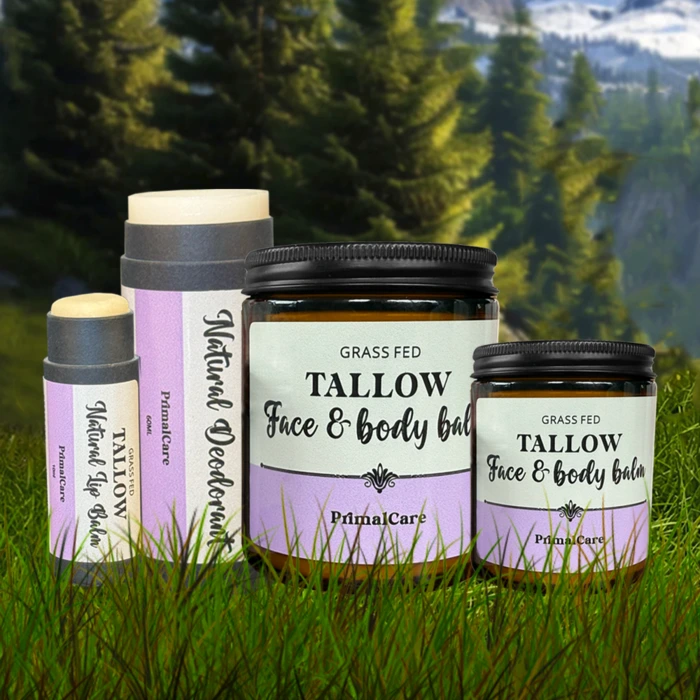 GRASS FED
TALLOW
Natural Lip Balm
PrimalCare
Natural Deodorant
PrimalCare
60ML
GRASS FED
TALLOW
Face & body bal
PrimalCare
GRASS FED
TALLOW
Face & body balm
PrimalCare